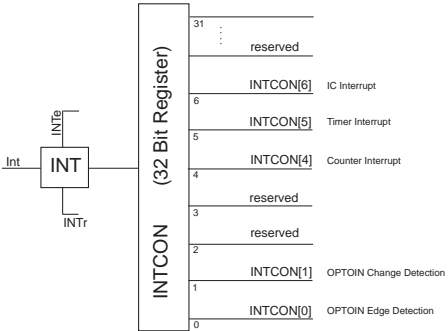 31
reserved
INTCON[6] IC Interrupt
6
INTCON[5] Timer Interrupt
5
INTCON[4] Counter Interrupt
4
reserved
3
reserved
2
INTCON[1] OPTOIN Change Detection
1
INTCON[0] OPTOIN Edge Detection
0
INTCON (32 Bit Register)
Int
INT
INTe
INTr